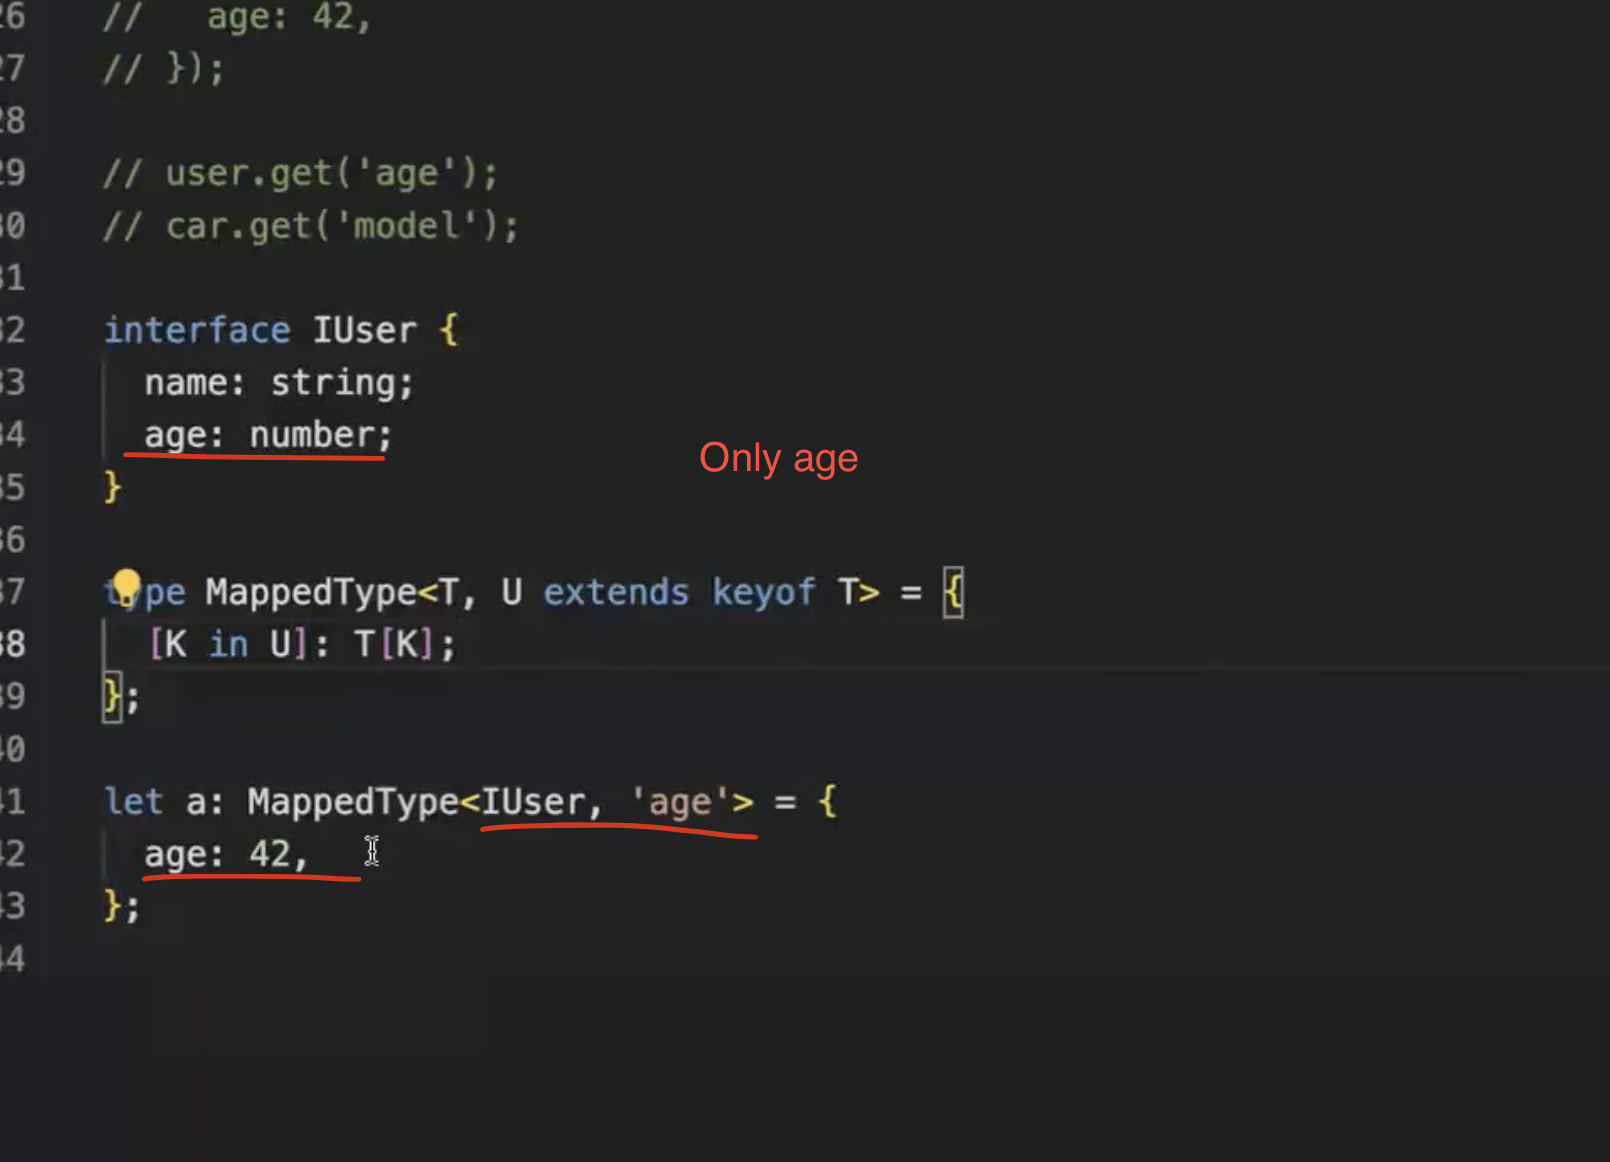 26 //   age: 42,
27 // });
28
29 // user.get('age');
30 // car.get('model');
31
32 interface IUser {
33   name: string;
34   age: number;
Only age
35 }
36
37 type MappedType<T, U extends keyof T> = {
38   [K in U]: T[K];
39 };
40
41 let a: MappedType<IUser, 'age'> = {
42   age: 42,
43 };
44